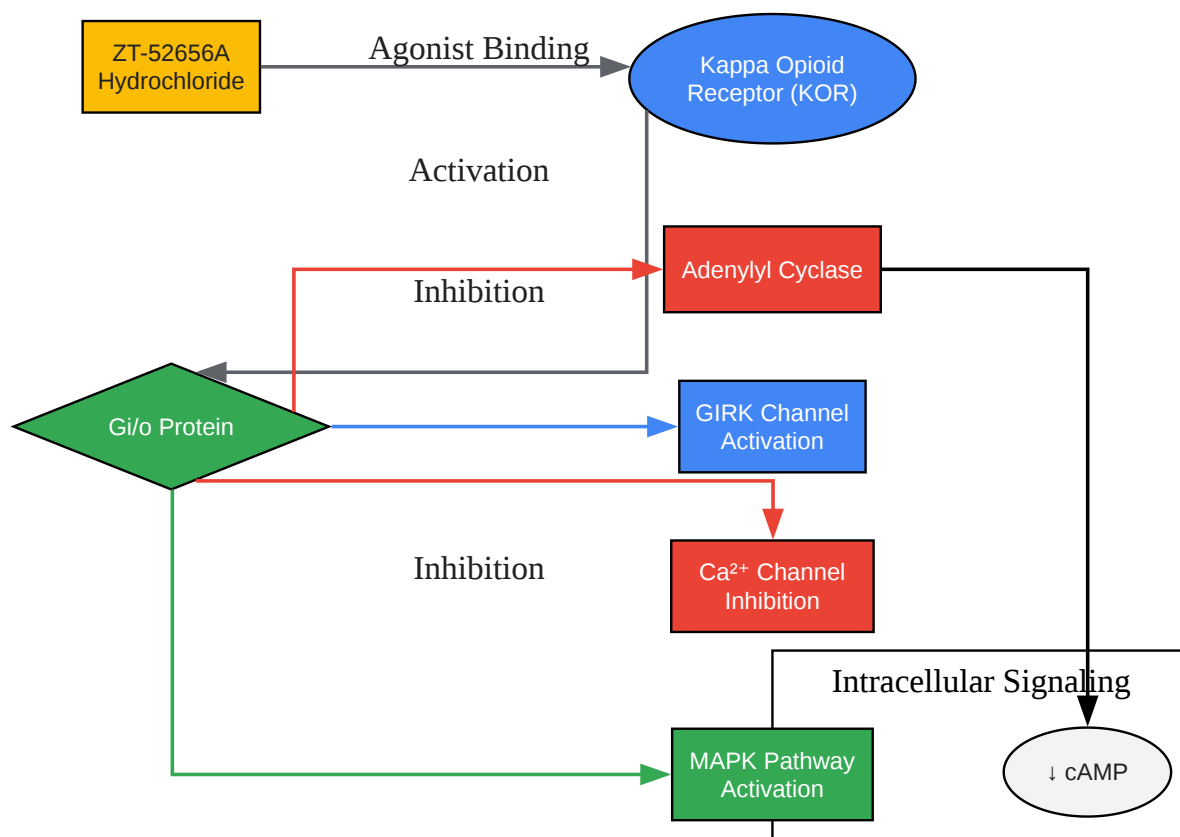 ZT-52656A
Hydrochloride
Agonist Binding
Kappa Opioid
Receptor (KOR)
Activation
Adenylyl Cyclase
Inhibition
Gi/o Protein
GIRK Channel
Activation
Inhibition
Ca²⁺ Channel
Inhibition
Intracellular Signaling
MAPK Pathway
Activation
↓ cAMP